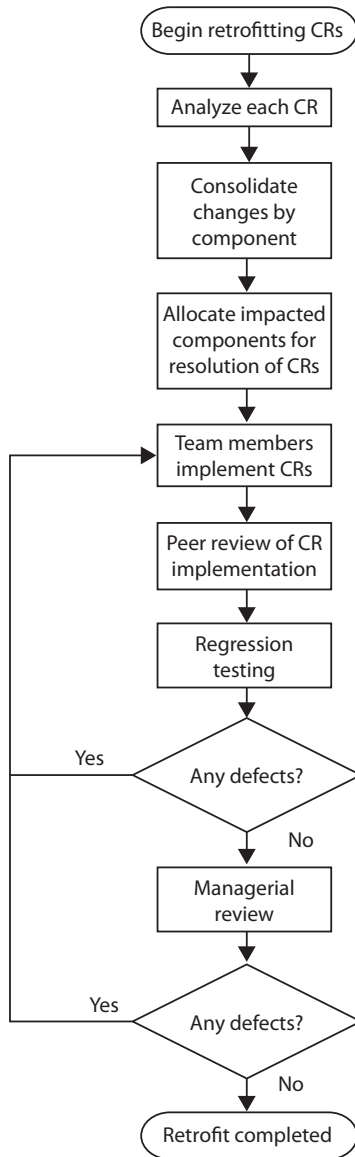 Begin retrofitting CRs
Analyze each CR
Consolidate
changes by
component
Allocate impacted
components for
resolution of CRs
Team members
implement CRs
Peer review of CR
implementation
Regression
testing
Yes
Any defects?
No
Managerial
review
Yes
Any defects?
No
Retrofit completed